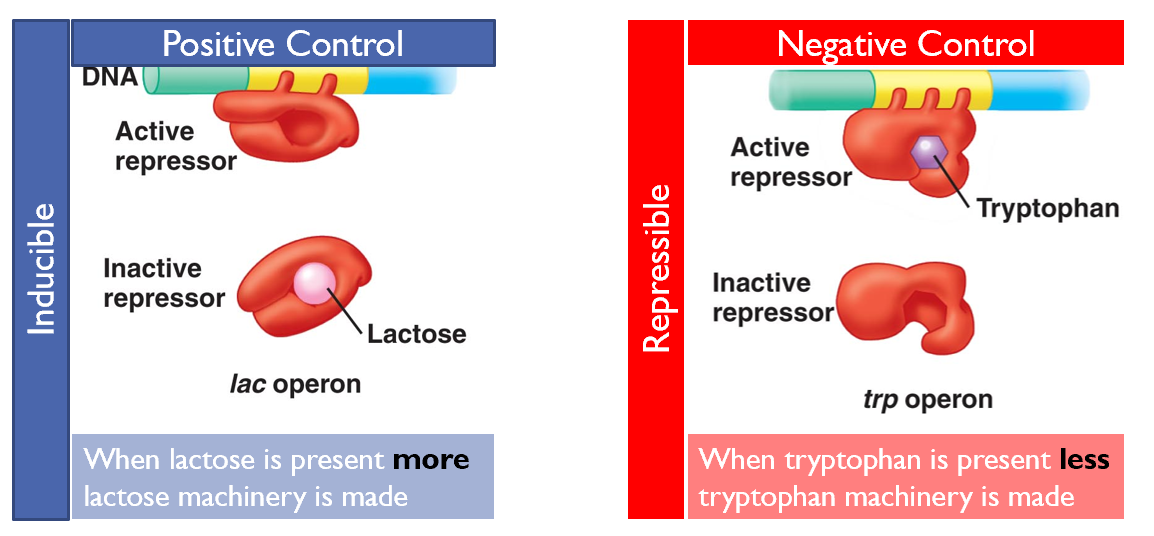 Inducible
Positive Control
DNA
Active
repressor
Inactive
repressor
Lactose
lac operon
When lactose is present more
lactose machinery is made
Repressible
Negative Control
Active
repressor
Tryptophan
Inactive
repressor
trp operon
When tryptophan is present less
tryptophan machinery is made